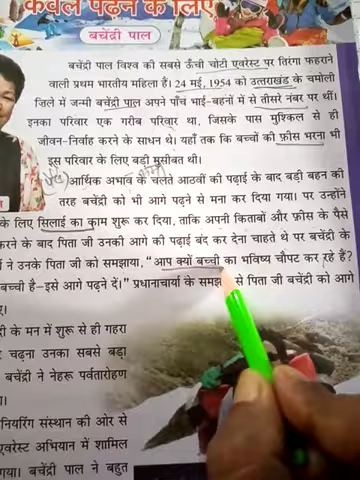 केवल पढ़ने के लिए
बचेंद्री पाल
बचेंद्री पाल विश्व की सबसे ऊँची चोटी एवरेस्ट पर तिरंगा फहराने
वाली प्रथम भारतीय महिला हैं। 24 मई, 1954 को उत्तराखंड के चमोली
जिले में जन्मी बचेंद्री पाल अपने पाँच भाई-बहनों में से तीसरे नंबर पर थीं।
इनका परिवार एक गरीब परिवार था, जिसके पास मुश्किल से ही
जीवन-निर्वाह करने के साधन थे। यहाँ तक कि बच्चों की फ़ीस भरना भी
इस परिवार के लिए बड़ी मुसीबत थी।
आर्थिक अभाव के चलते आठवीं की पढ़ाई के बाद बड़ी बहन की
तरह बचेंद्री को भी आगे पढ़ने से मना कर दिया गया। पर उन्होंने
के लिए सिलाई का काम शुरू कर दिया, ताकि अपनी किताबों और फ़ीस के पैसे
करने के बाद पिता जी उनकी आगे की पढ़ाई बंद कर देना चाहते थे पर बचेंद्री के
ने उनके पिता जी को समझाया, “आप क्यों बच्ची का भविष्य चौपट कर रहे हैं?
बच्ची है–इसे आगे पढ़ने दें।” प्रधानाचार्या के समझाने से पिता जी बचेंद्री को आगे
द्री के मन में शुरू से ही गहरा
चढ़ना उनका सबसे बड़ा
बचेंद्री ने नेहरू पर्वतारोहण
नियरिंग संस्थान की ओर से
एवरेस्ट अभियान में शामिल
गया। बचेंद्री पाल ने बहुत